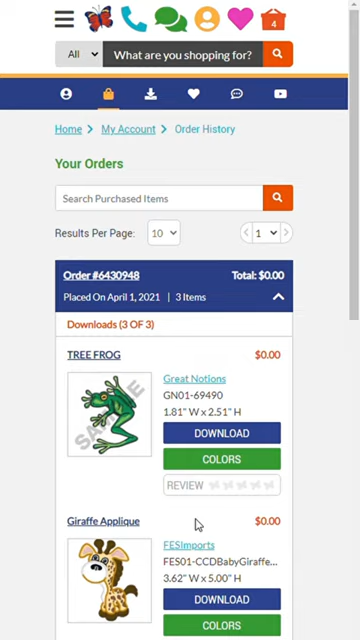 4
All
What are you shopping for?
Home > My Account > Order History
Your Orders
Search Purchased Items
Results Per Page: 10
1
Order #6430948 Total: $0.00
Placed On April 1, 2021 | 3 Items
Downloads (3 OF 3)
TREE FROG $0.00
SAMPLE
Great Notions
GN01-69490
1.81" W x 2.51" H
DOWNLOAD
COLORS
REVIEW
Giraffe Applique $0.00
FESImports
FES01-CCDBabyGiraffe...
3.62" W x 5.00" H
DOWNLOAD
COLORS